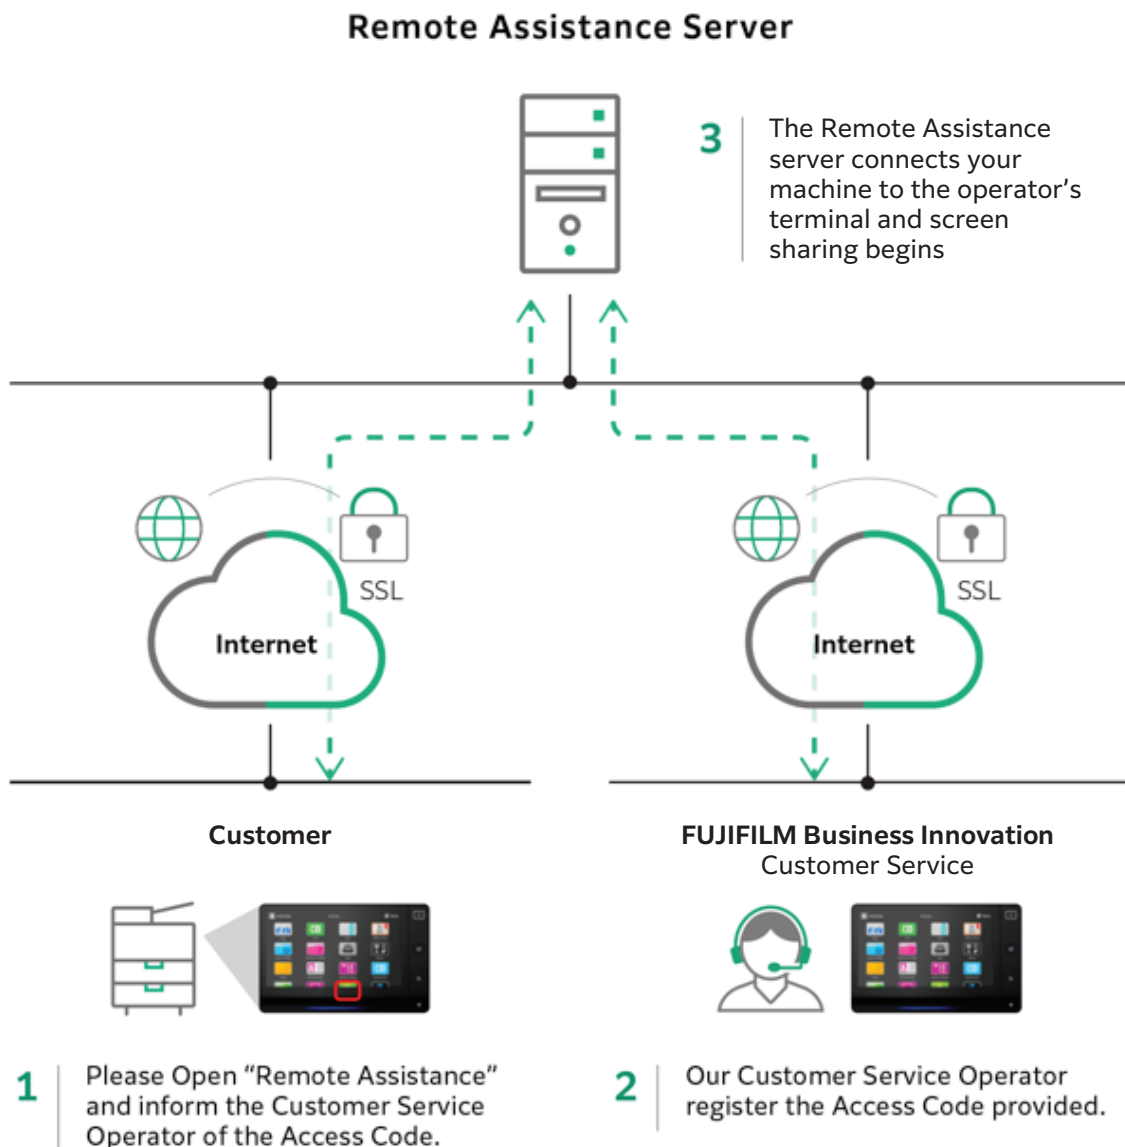 Remote Assistance Server
3
The Remote Assistance
server connects your
machine to the operator's
terminal and screen
sharing begins
SSL
Internet
SSL
Internet
Customer
FUJIFILM Business Innovation
Customer Service
1
Please Open “Remote Assistance”
and inform the Customer Service
Operator of the Access Code.
2
Our Customer Service Operator
register the Access Code provided.